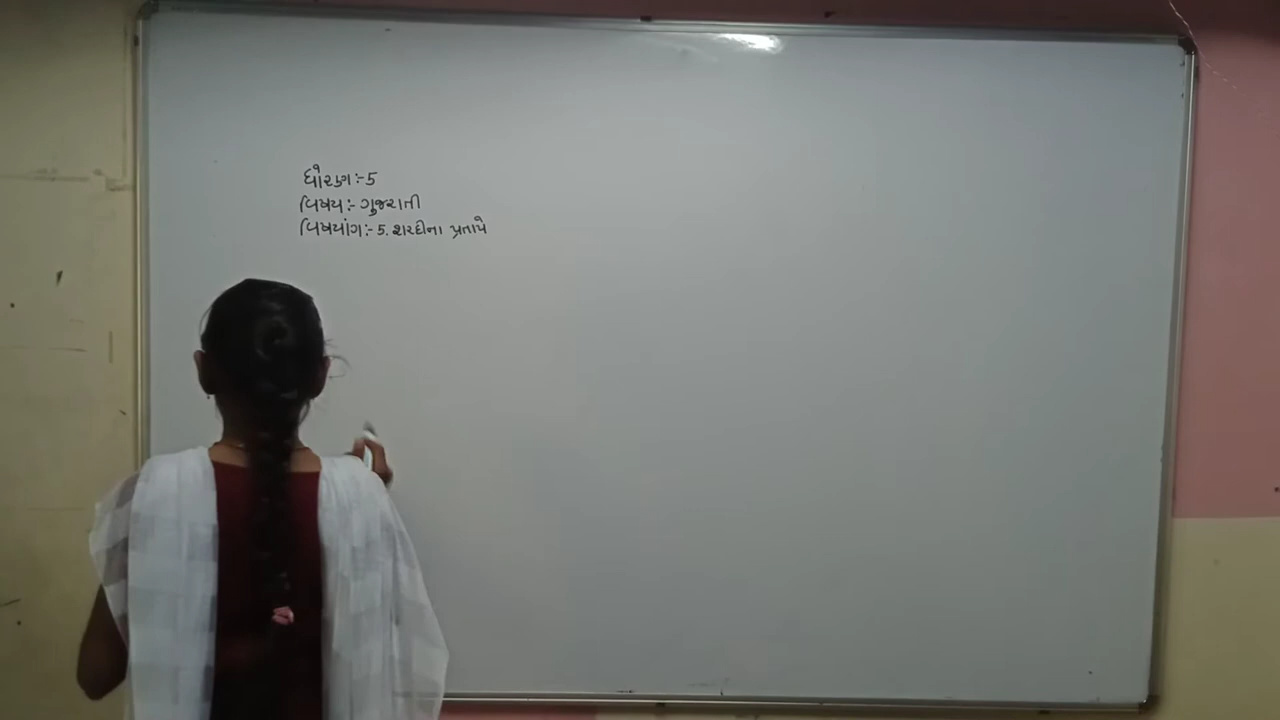 ધોરણ :- 5
વિષય :- ગુજરાતી
વિષયાંગ :- 5. શરદીના પ્રતાપે